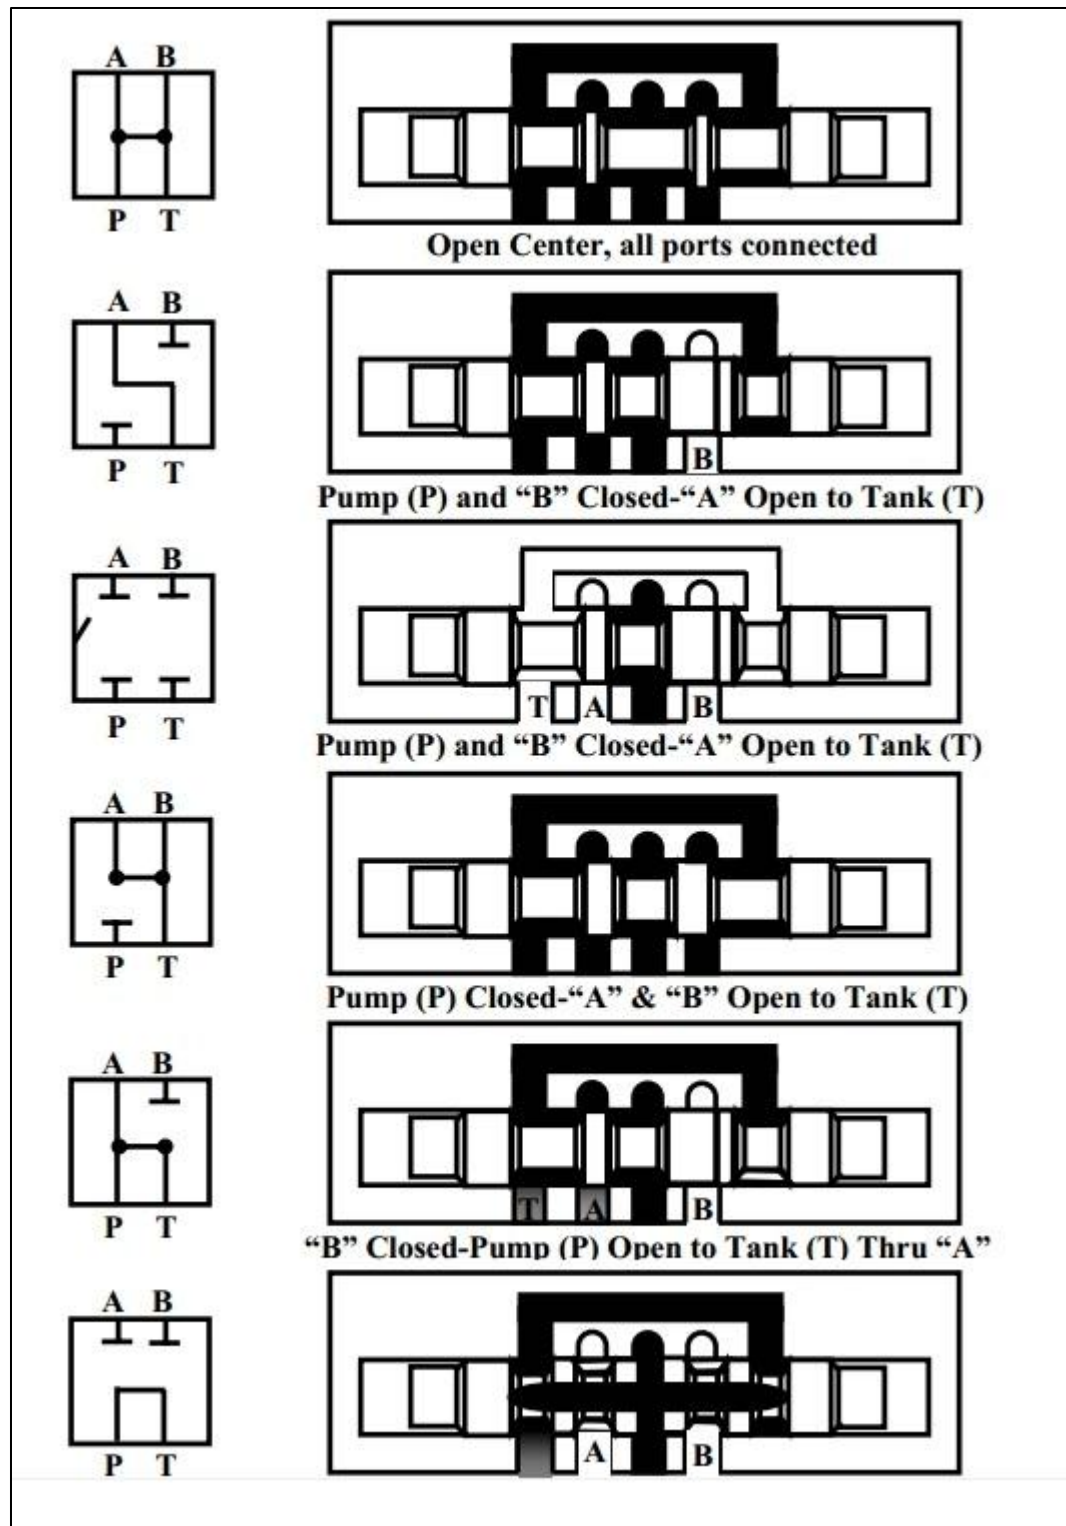 A B
P T
Open Center, all ports connected
A B
P T
B
Pump (P) and “B” Closed-“A” Open to Tank (T)
A B
P T
T A B
Pump (P) and “B” Closed-“A” Open to Tank (T)
A B
P T
Pump (P) Closed-“A” & “B” Open to Tank (T)
A B
P T
T A B
“B” Closed-Pump (P) Open to Tank (T) Thru “A”
A B
P T
A B